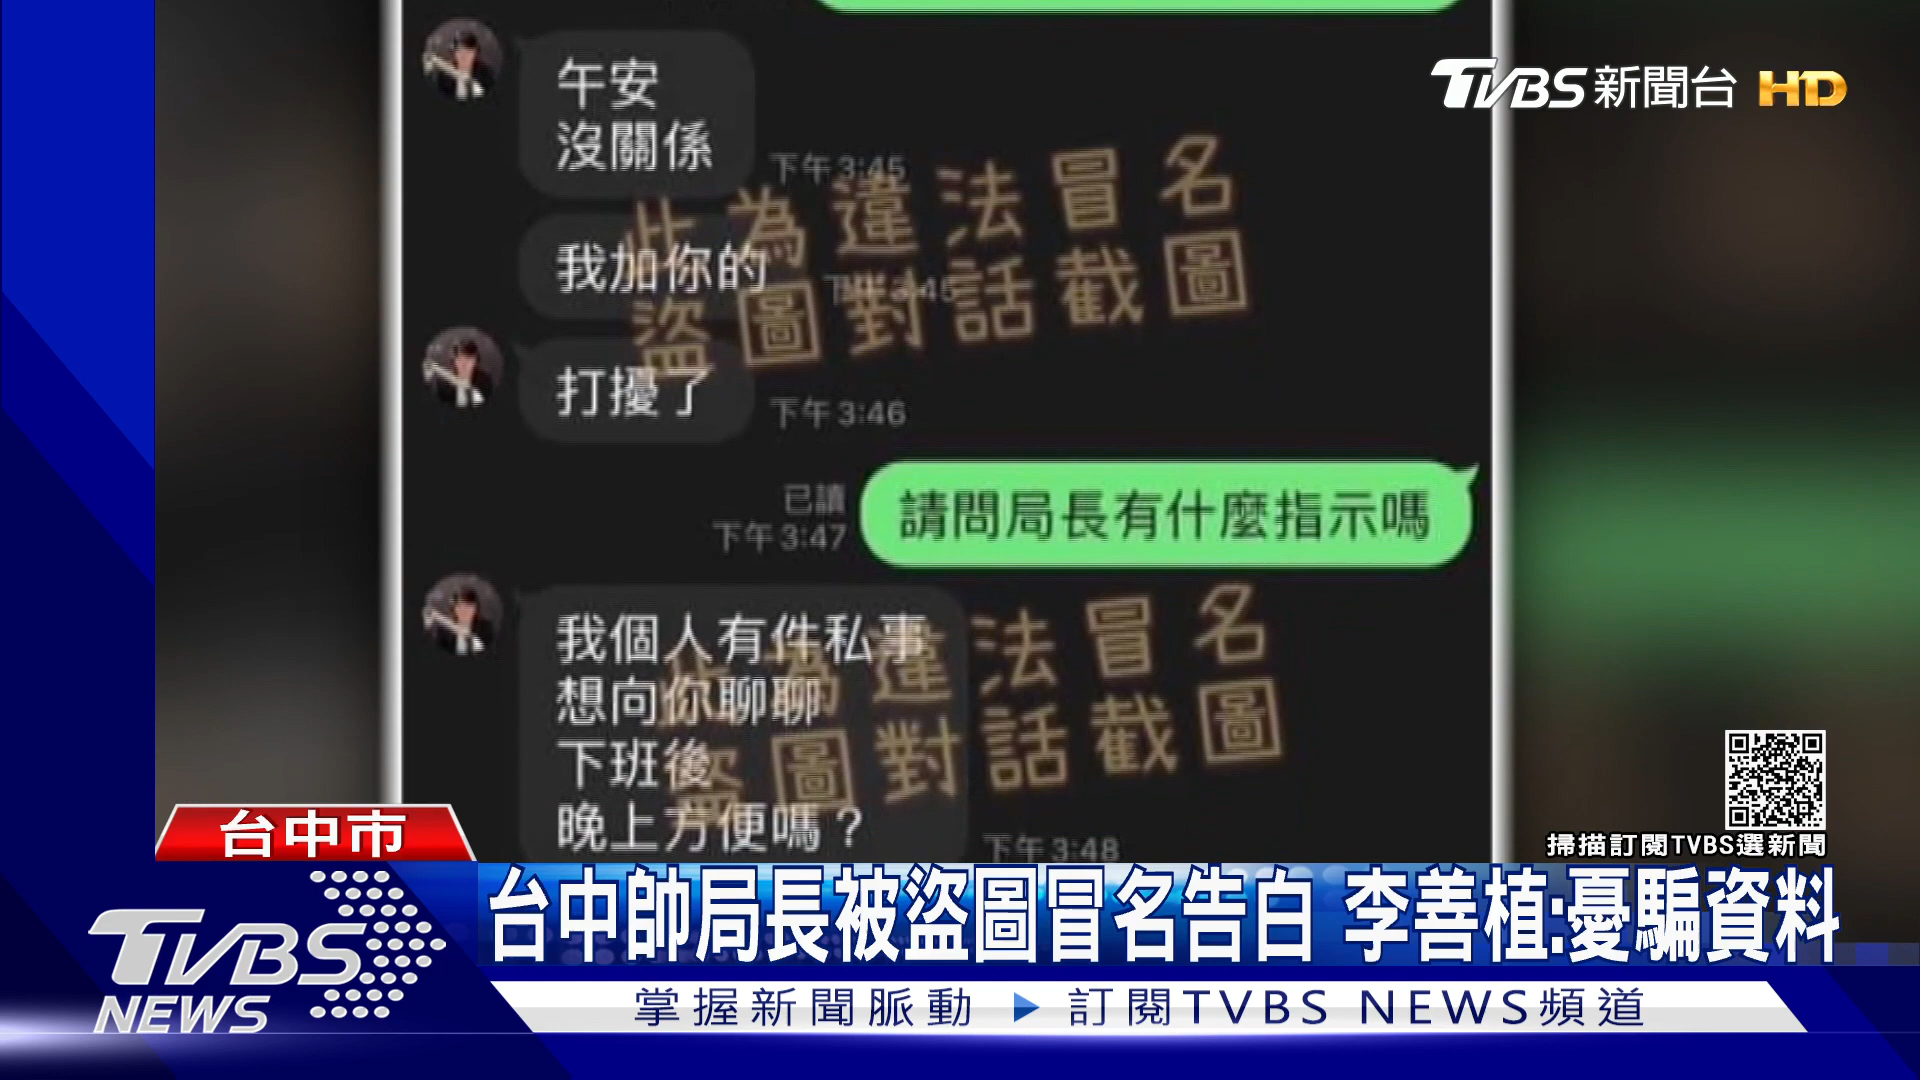 TVBS新聞台 HD
午安
沒關係
下午3:45
我加你的
下午3:45
此為違法冒名
盜圖對話截圖
打擾了
下午3:46
已讀
下午3:47
請問局長有什麼指示嗎
我個人有件私事
想向你聊聊
下班後
晚上方便嗎？
下午3:48
此為違法冒名
盜圖對話截圖
掃描訂閱TVBS選新聞
台中市
台中帥局長被盜圖冒名告白 李善植:憂騙資料
TVBS
NEWS
掌握新聞脈動 ▶ 訂閱TVBS NEWS頻道